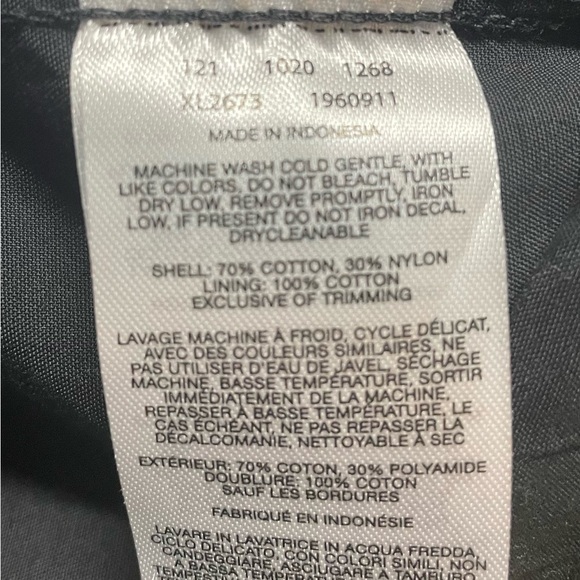 121 1020 1268
XL2673 1960911
MADE IN INDONESIA
MACHINE WASH COLD GENTLE, WITH
LIKE COLORS, DO NOT BLEACH, TUMBLE
DRY LOW, REMOVE PROMPTLY, IRON
LOW, IF PRESENT DO NOT IRON DECAL,
DRYCLEANABLE
SHELL: 70% COTTON, 30% NYLON
LINING: 100% COTTON
EXCLUSIVE OF TRIMMING
LAVAGE MACHINE À FROID, CYCLE DÉLICAT,
AVEC DES COULEURS SIMILAIRES, NE
PAS UTILISER D'EAU DE JAVEL, SÉCHAGE
MACHINE, BASSE TEMPÉRATURE, SORTIR
IMMÉDIATEMENT DE LA MACHINE,
REPASSER À BASSE TEMPÉRATURE, LE
CAS ÉCHÉANT, NE PAS REPASSER LA
DÉCALCOMANIE, NETTOYABLE À SEC
EXTÉRIEUR: 70% COTON, 30% POLYAMIDE
DOUBLURE: 100% COTON
SAUF LES BORDURES
FABRIQUÉ EN INDONÉSIE
LAVARE IN LAVATRICE IN ACQUA FREDDA,
CICLO DELICATO, CON COLORI SIMILI, NON
CANDEGGIARE, ASCIUGARE A TAMBURO
A BASSA TEMPERATURA